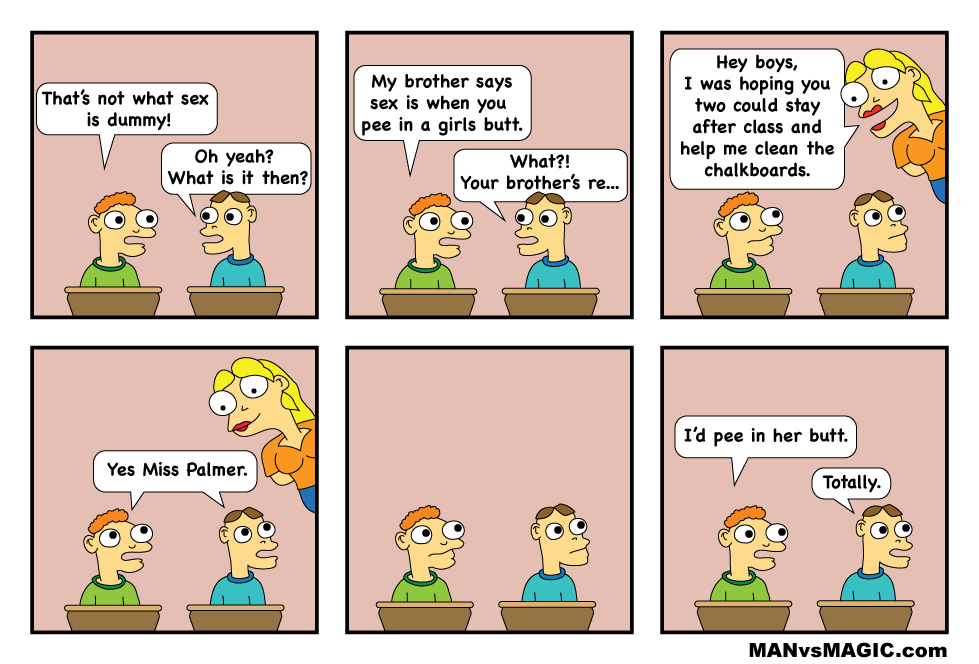 That's not what sex
is dummy!
Oh yeah?
What is it then?
My brother says
sex is when you
pee in a girls butt.
What?!
Your brother's re...
Hey boys,
I was hoping you
two could stay
after class and
help me clean the
chalkboards.
Yes Miss Palmer.
I'd pee in her butt.
Totally.
MANvsMAGIC.com